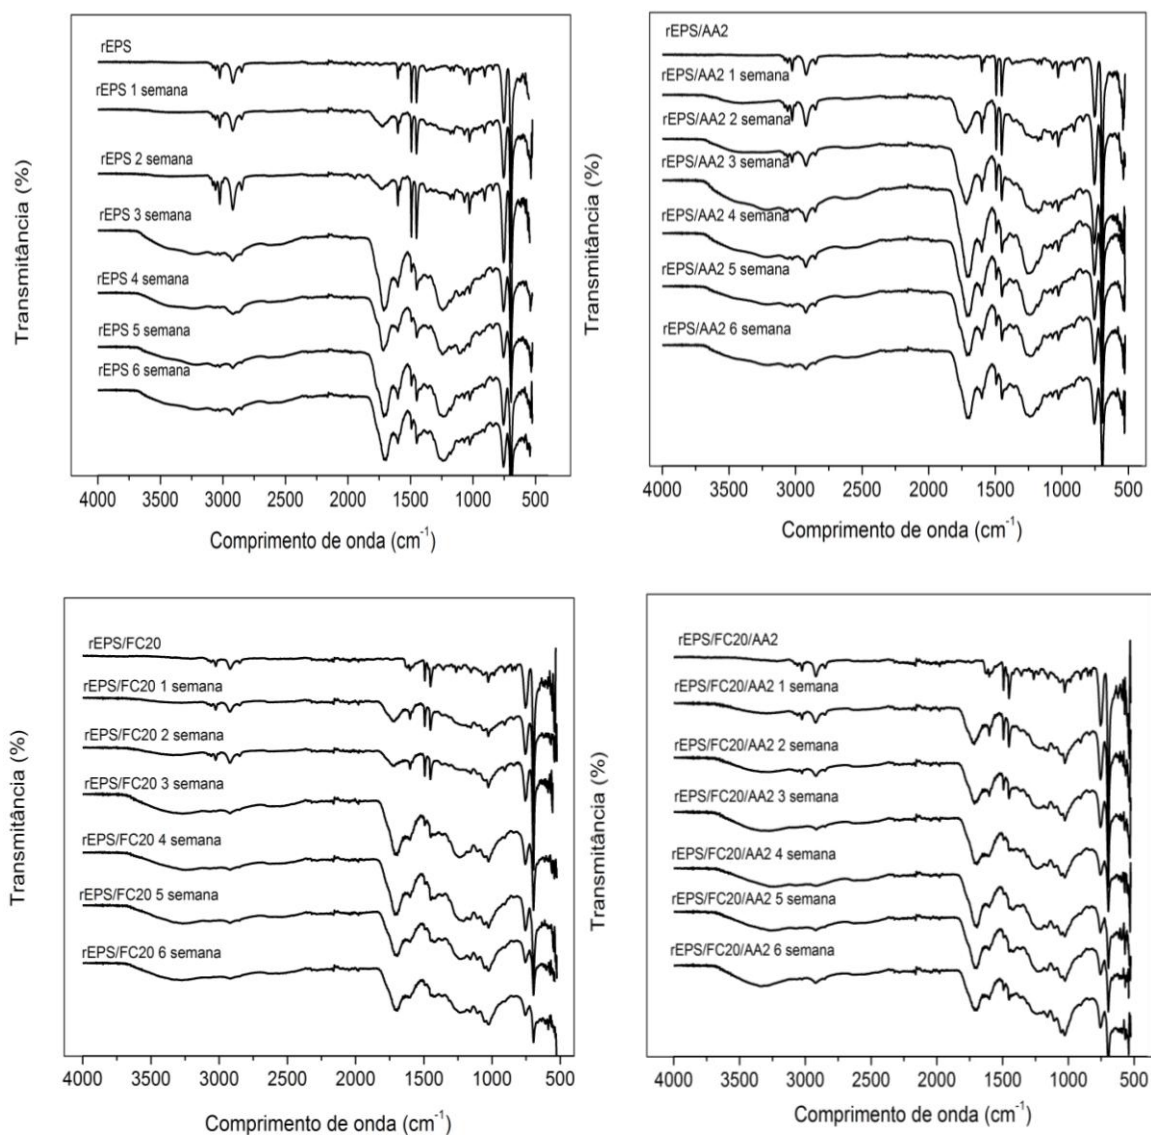 rEPS
rEPS 1 semana
rEPS 2 semana
rEPS 3 semana
rEPS 4 semana
rEPS 5 semana
rEPS 6 semana
Transmitância (%)
4000 3500 3000 2500 2000 1500 1000 500
Comprimento de onda (cm⁻¹)
rEPS/AA2
rEPS/AA2 1 semana
rEPS/AA2 2 semana
rEPS/AA2 3 semana
rEPS/AA2 4 semana
rEPS/AA2 5 semana
rEPS/AA2 6 semana
Transmitância (%)
4000 3500 3000 2500 2000 1500 1000 500
Comprimento de onda (cm⁻¹)
rEPS/FC20
rEPS/FC20 1 semana
rEPS/FC20 2 semana
rEPS/FC20 3 semana
rEPS/FC20 4 semana
rEPS/FC20 5 semana
rEPS/FC20 6 semana
Transmitância (%)
4000 3500 3000 2500 2000 1500 1000 500
Comprimento de onda (cm⁻¹)
rEPS/FC20/AA2
rEPS/FC20/AA2 1 semana
rEPS/FC20/AA2 2 semana
rEPS/FC20/AA2 3 semana
rEPS/FC20/AA2 4 semana
rEPS/FC20/AA2 5 semana
rEPS/FC20/AA2 6 semana
Transmitância (%)
4000 3500 3000 2500 2000 1500 1000 500
Comprimento de onda (cm⁻¹)